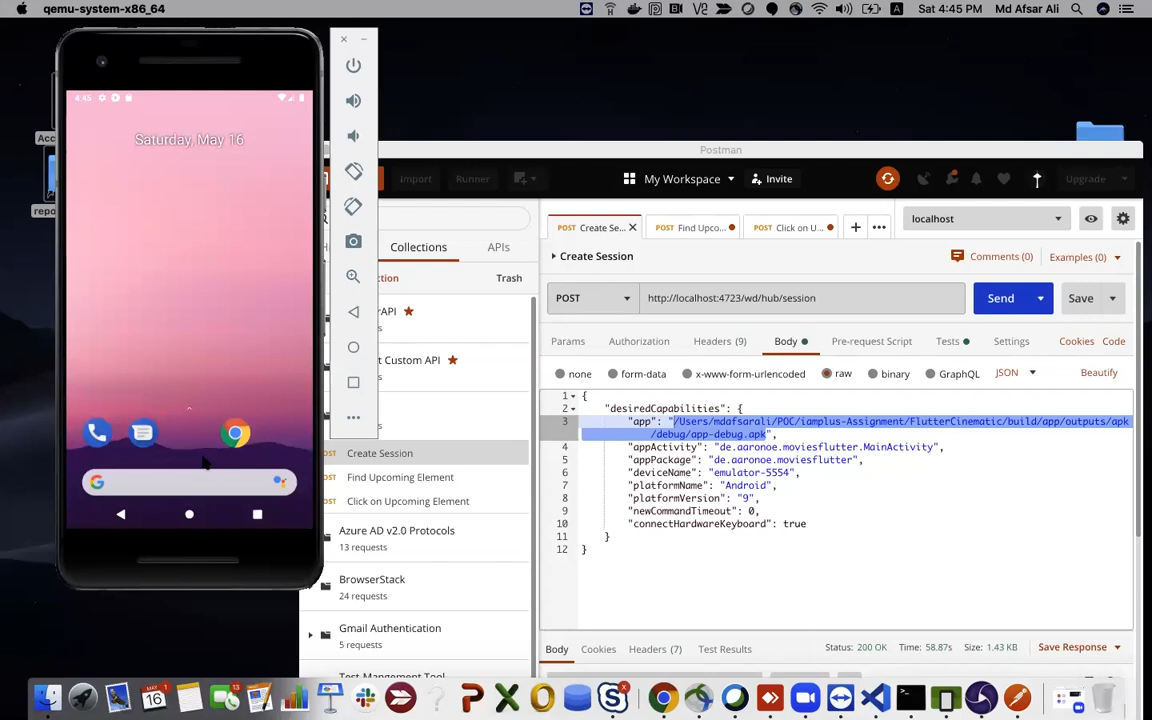 qemu-system-x86_64
Sat 4:45 PM Md Afsar Ali
4:45
Saturday, May 16
Acc
repo
Postman
Import
Runner
My Workspace
Invite
Upgrade
Collections
APIs
Trash
POST Create Se...
POST Find Upco...
POST Click on U...
localhost
Create Session
Comments (0)
Examples (0)
POST
http://localhost:4723/wd/hub/session
Send
Save
Params
Authorization
Headers (9)
Body
Pre-request Script
Tests
Settings
Cookies
Code
none
form-data
x-www-form-urlencoded
raw
binary
GraphQL
JSON
Beautify
1 {
2 "desiredCapabilities": {
3 "app": "/Users/mdafsarali/POC/iamplus-Assignment/FlutterCinematic/build/app/outputs/apk
/debug/app-debug.apk",
4 "appActivity": "de.aaronoe.moviesflutter.MainActivity",
5 "appPackage": "de.aaronoe.moviesflutter",
6 "deviceName": "emulator-5554",
7 "platformName": "Android",
8 "platformVersion": "9",
9 "newCommandTimeout": 0,
10 "connectHardwareKeyboard": true
11 }
12 }
Custom API
Create Session
Find Upcoming Element
Click on Upcoming Element
Azure AD v2.0 Protocols
13 requests
BrowserStack
24 requests
Gmail Authentication
5 requests
Body
Cookies
Headers (7)
Test Results
Status: 200 OK
Time: 58.87s
Size: 1.43 KB
Save Response